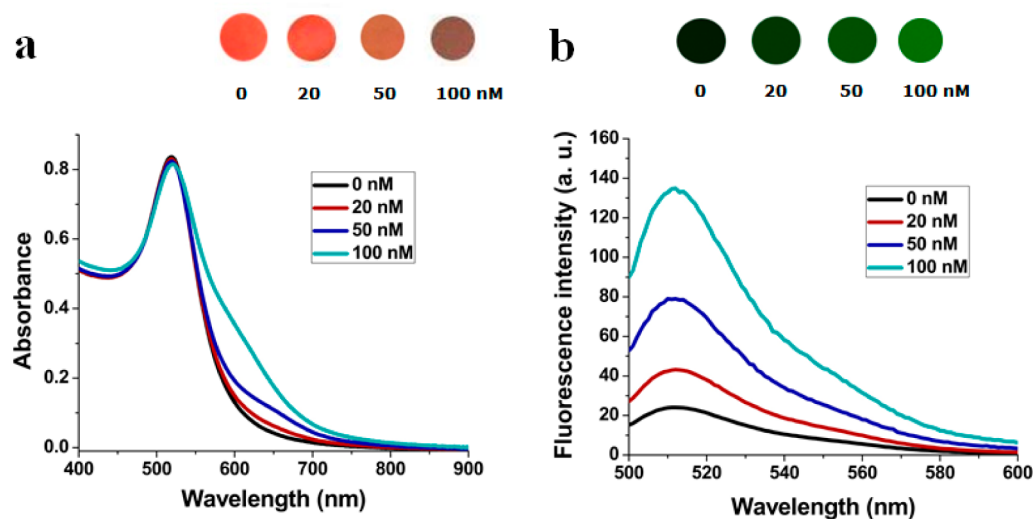 a
0 20 50 100 nM
0.8
0.6
0.4
0.2
0.0
Absorbance
0 nM
20 nM
50 nM
100 nM
400 500 600 700 800 900
Wavelength (nm)
b
0 20 50 100 nM
160
140
120
100
80
60
40
20
0
Fluorescence intensity (a. u.)
0 nM
20 nM
50 nM
100 nM
500 520 540 560 580 600
Wavelength (nm)